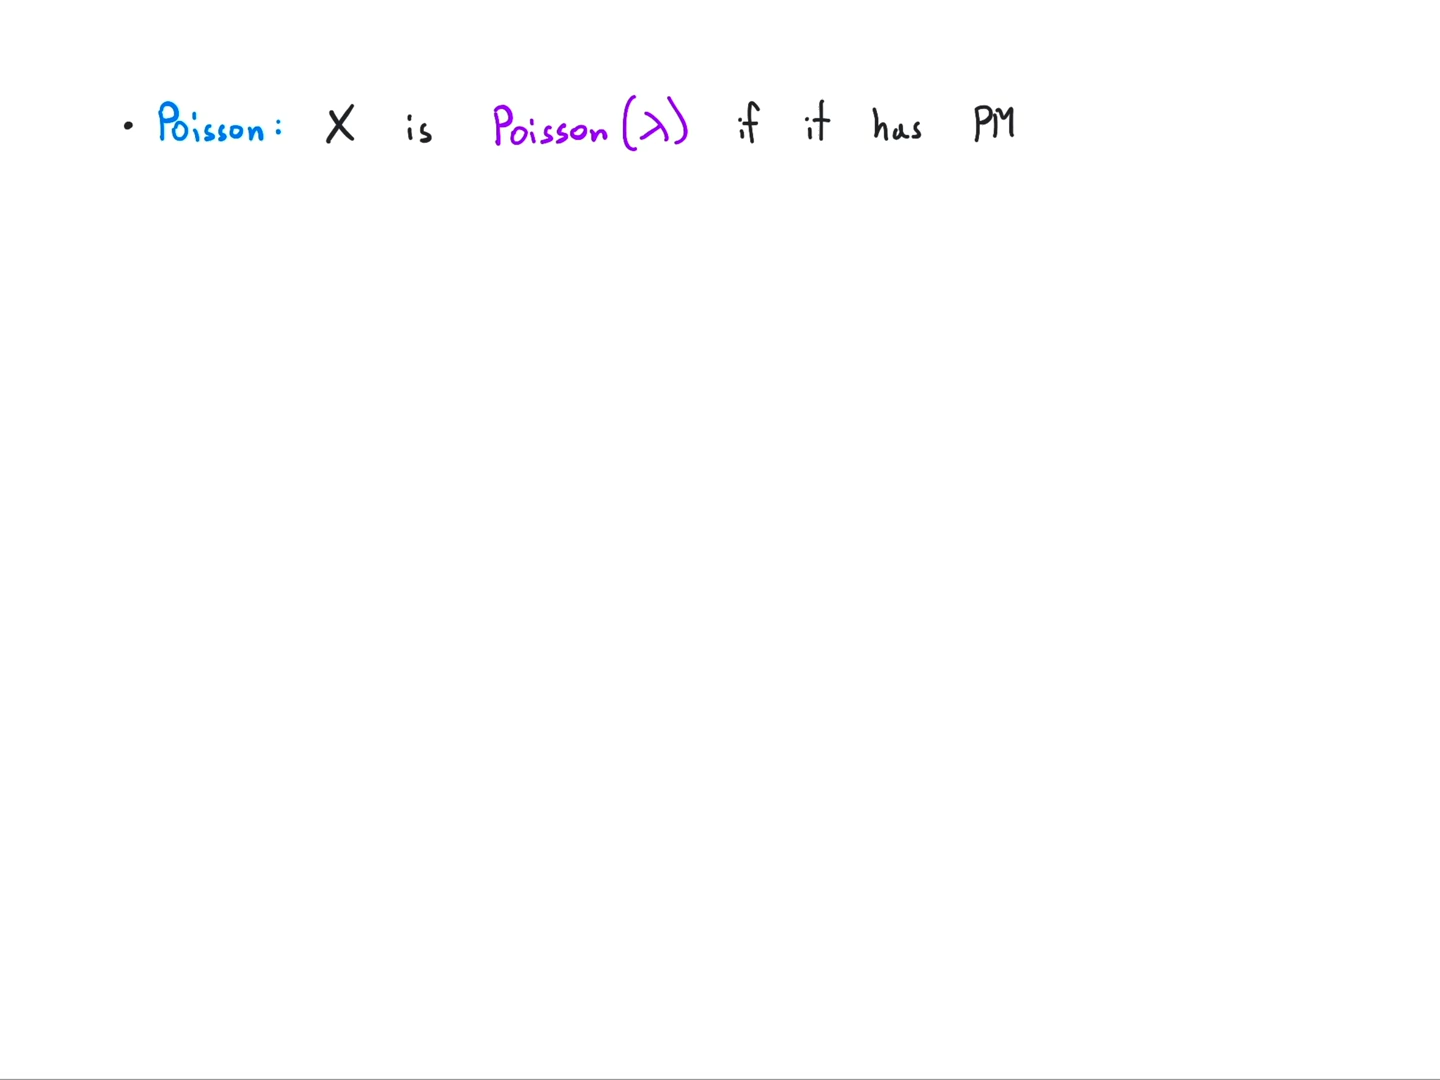 • Poisson: X is Poisson(λ) if it has PM